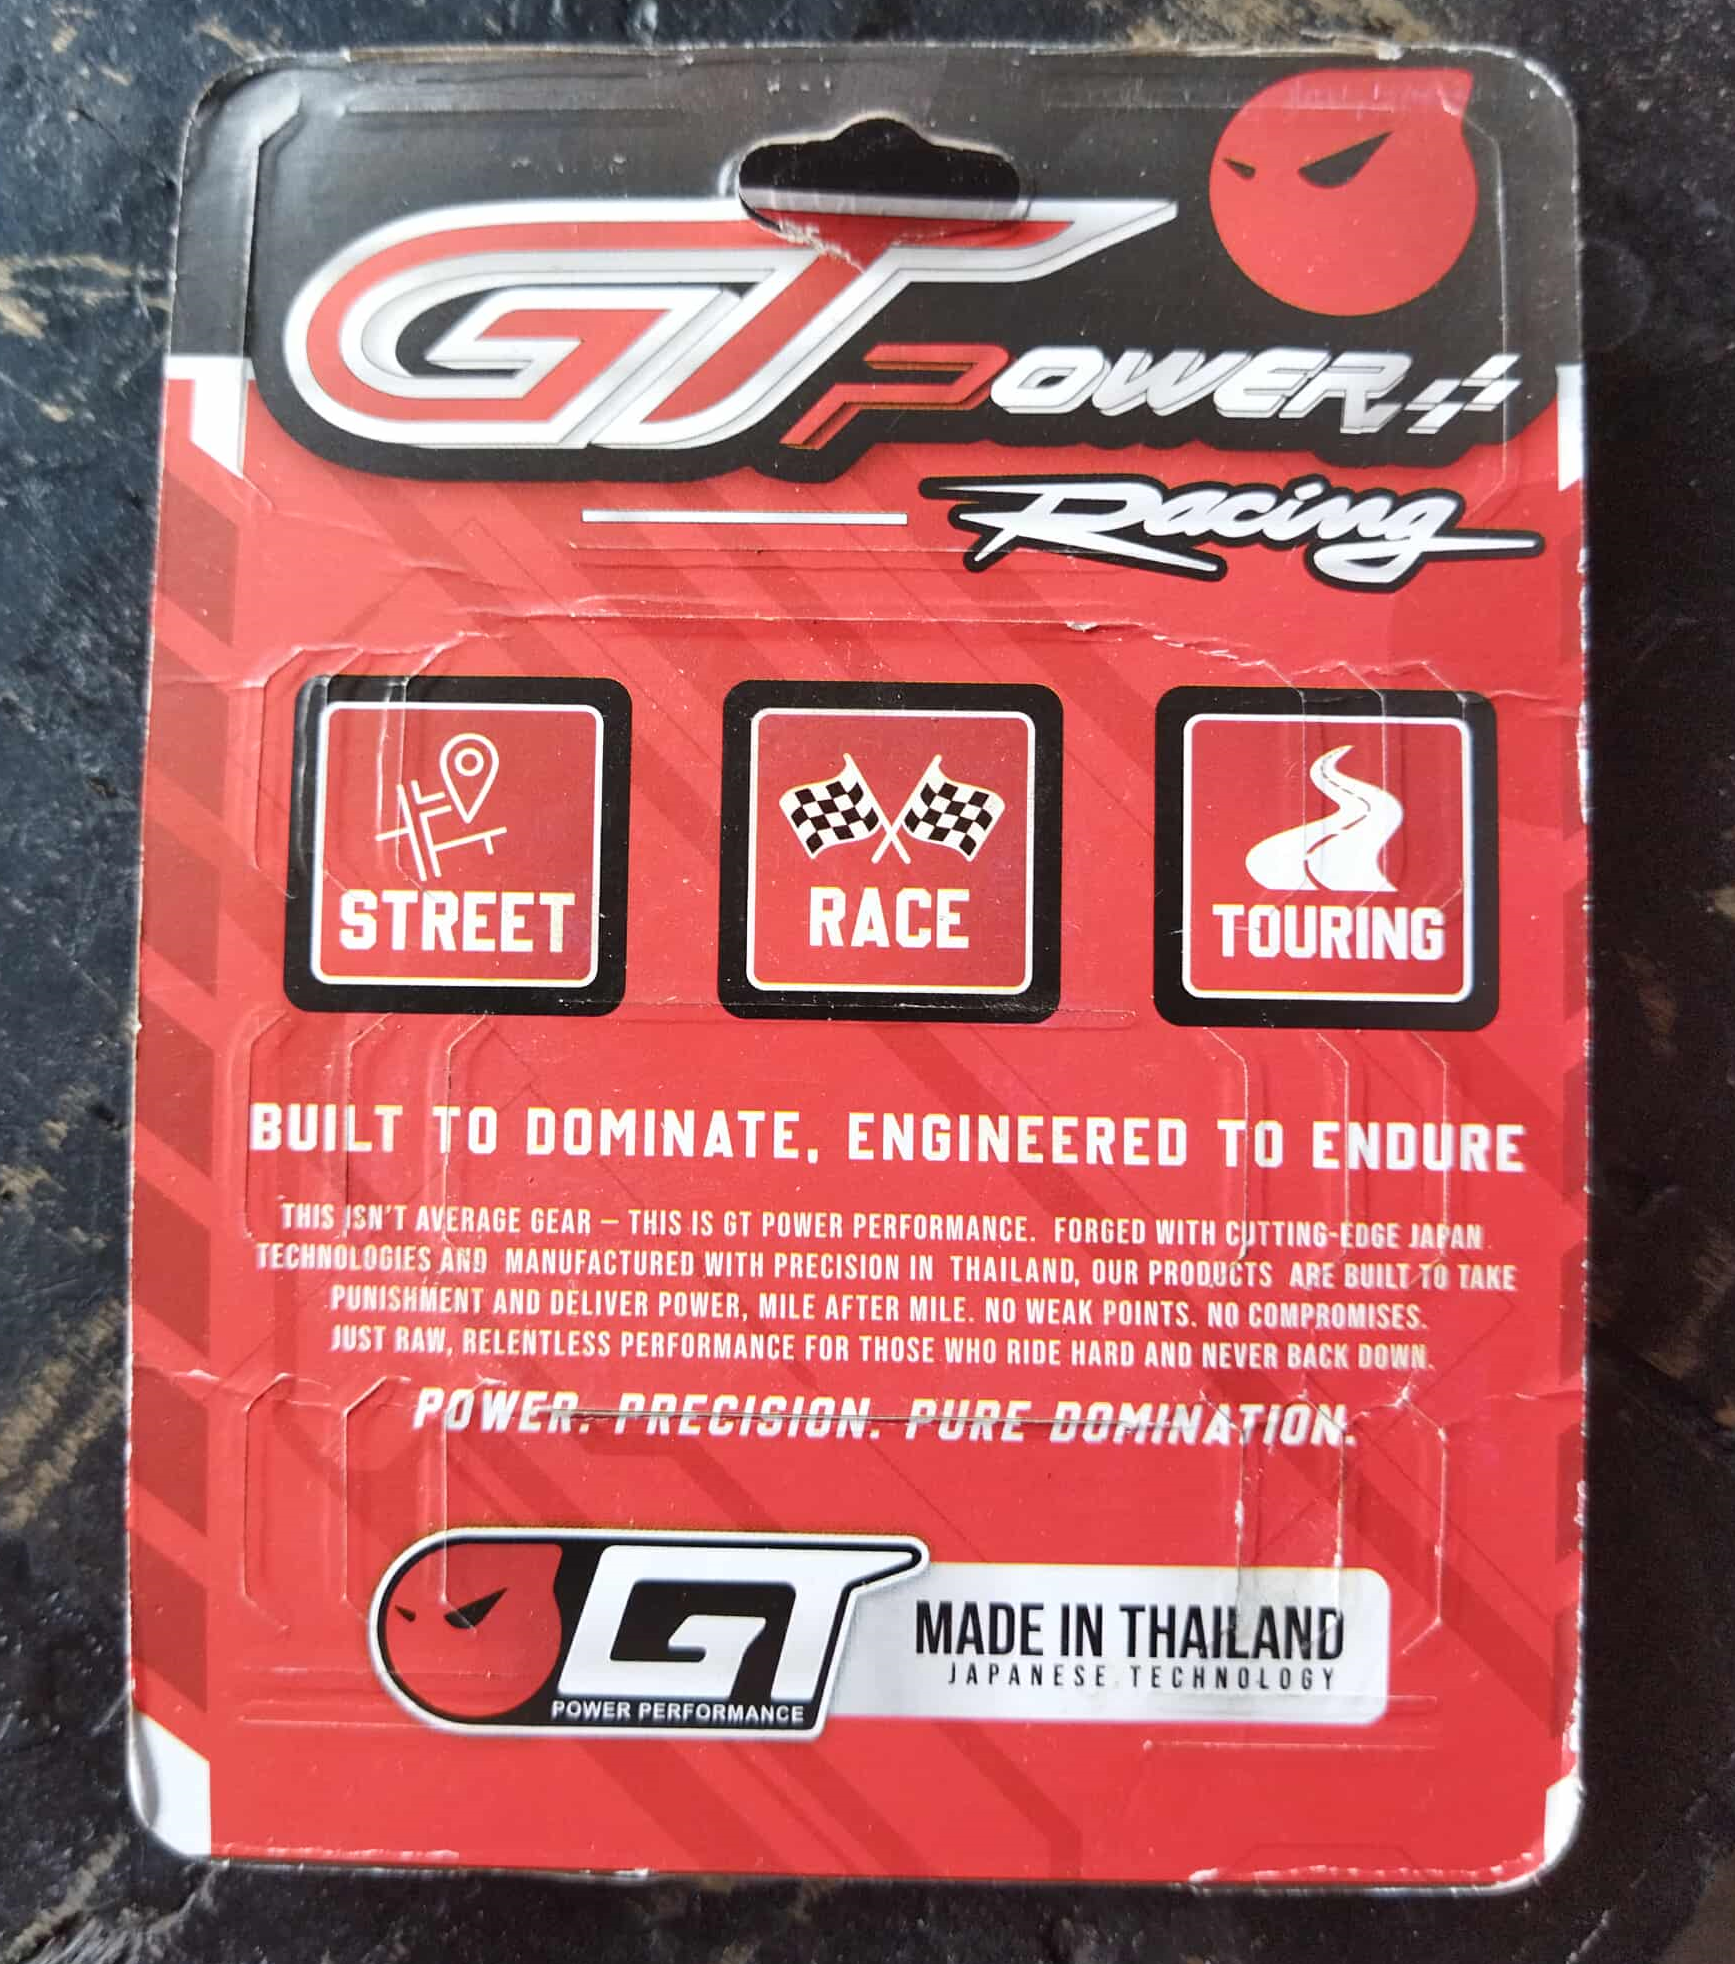 GT POWER
Racing
STREET
RACE
TOURING
BUILT TO DOMINATE, ENGINEERED TO ENDURE
THIS ISN'T AVERAGE GEAR – THIS IS GT POWER PERFORMANCE. FORGED WITH CUTTING-EDGE JAPAN
TECHNOLOGIES AND MANUFACTURED WITH PRECISION IN THAILAND, OUR PRODUCTS ARE BUILT TO TAKE
PUNISHMENT AND DELIVER POWER, MILE AFTER MILE. NO WEAK POINTS. NO COMPROMISES.
JUST RAW, RELENTLESS PERFORMANCE FOR THOSE WHO RIDE HARD AND NEVER BACK DOWN.
POWER. PRECISION. PURE DOMINATION.
GT
POWER PERFORMANCE
MADE IN THAILAND
JAPANESE TECHNOLOGY